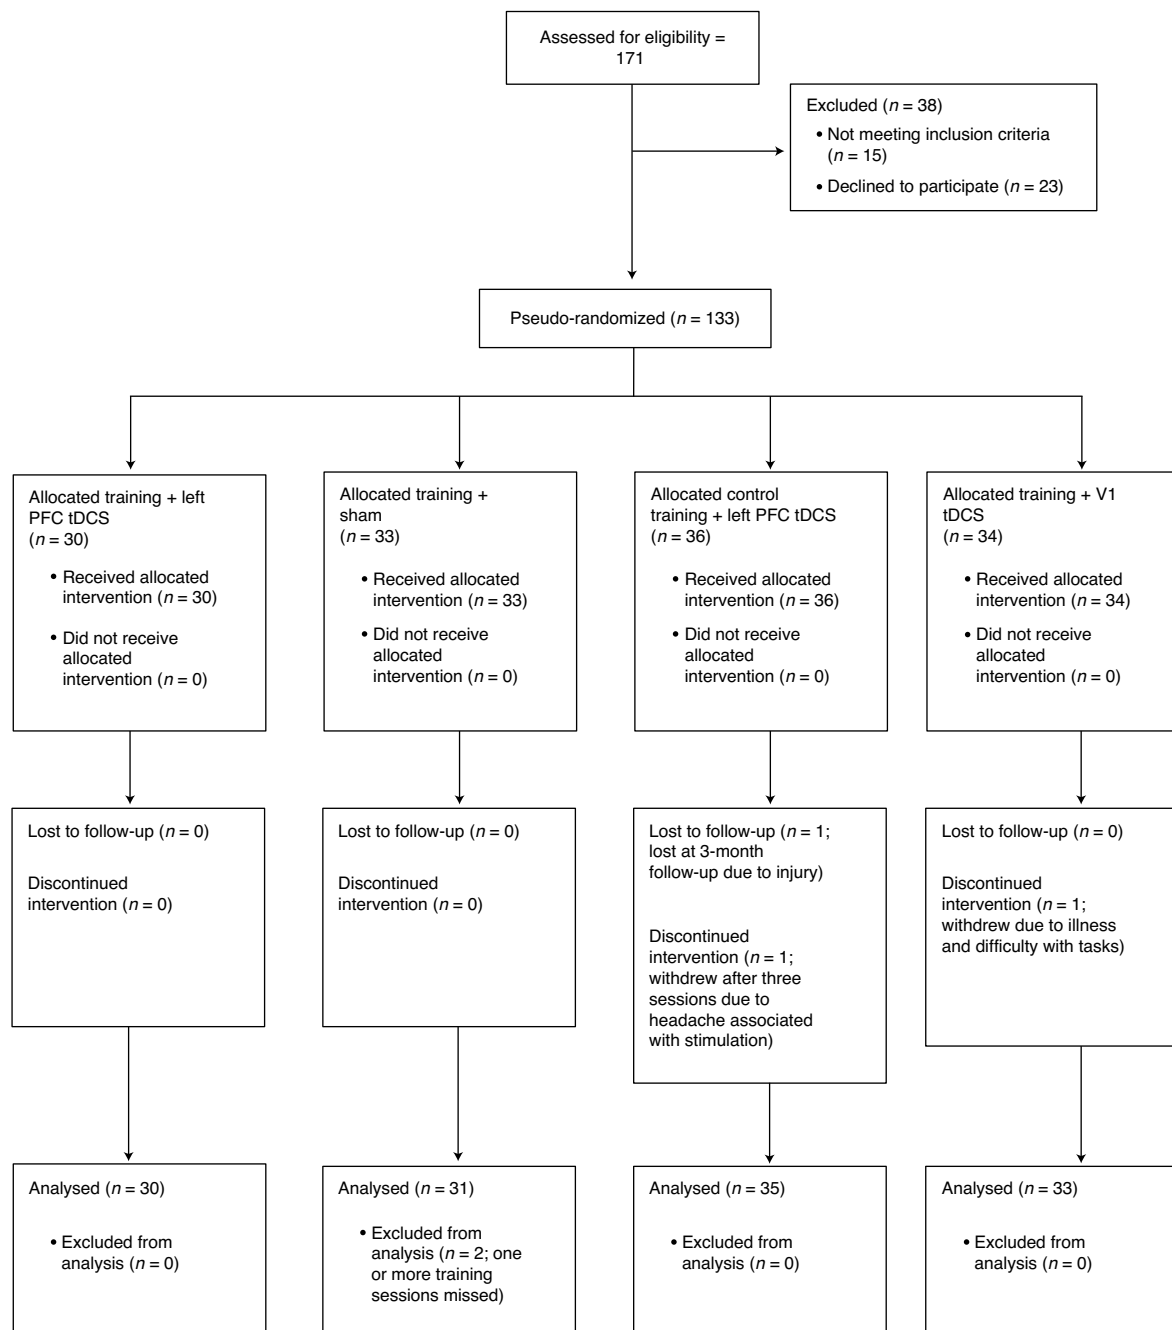 Assessed for eligibility =
171
Excluded (n = 38)
• Not meeting inclusion criteria
(n = 15)
• Declined to participate (n = 23)
Pseudo-randomized (n = 133)
Allocated training + left
PFC tDCS
(n = 30)
• Received allocated
intervention (n = 30)
• Did not receive
allocated
intervention (n = 0)
Allocated training +
sham
(n = 33)
• Received allocated
intervention (n = 33)
• Did not receive
allocated
intervention (n = 0)
Allocated control
training + left PFC tDCS
(n = 36)
• Received allocated
intervention (n = 36)
• Did not receive
allocated
intervention (n = 0)
Allocated training + V1
tDCS
(n = 34)
• Received allocated
intervention (n = 34)
• Did not receive
allocated
intervention (n = 0)
Lost to follow-up (n = 0)
Discontinued
intervention (n = 0)
Lost to follow-up (n = 0)
Discontinued
intervention (n = 0)
Lost to follow-up (n = 1;
lost at 3-month
follow-up due to injury)
Discontinued
intervention (n = 1;
withdrew after three
sessions due to
headache associated
with stimulation)
Lost to follow-up (n = 0)
Discontinued
intervention (n = 1;
withdrew due to illness
and difficulty with tasks)
Analysed (n = 30)
• Excluded from
analysis (n = 0)
Analysed (n = 31)
• Excluded from
analysis (n = 2; one
or more training
sessions missed)
Analysed (n = 35)
• Excluded from
analysis (n = 0)
Analysed (n = 33)
• Excluded from
analysis (n = 0)